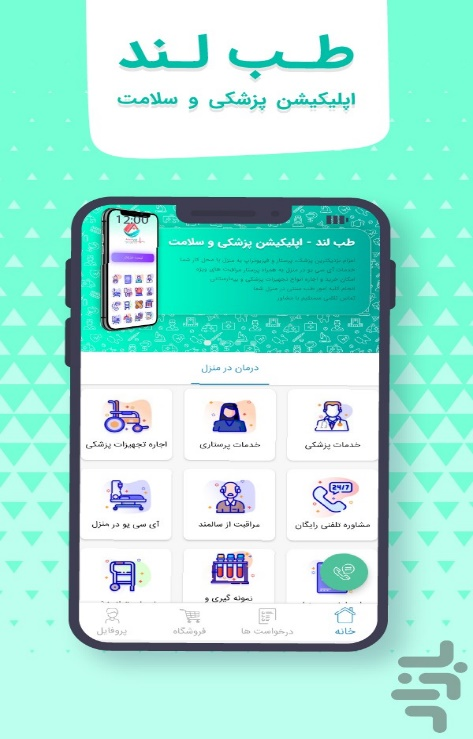 طب لند
اپلیکیشن پزشکی و سلامت
12:00
طب لند - اپلیکیشن پزشکی و سلامت
درمان در منزل
خدمات پزشکی
خدمات پرستاری
اجاره تجهیزات پزشکی
24/7
مشاوره تلفنی رایگان
مراقبت از سالمند
آی سی یو در منزل
نمونه گیری و
خانه
درخواست ها
فروشگاه
پروفایل